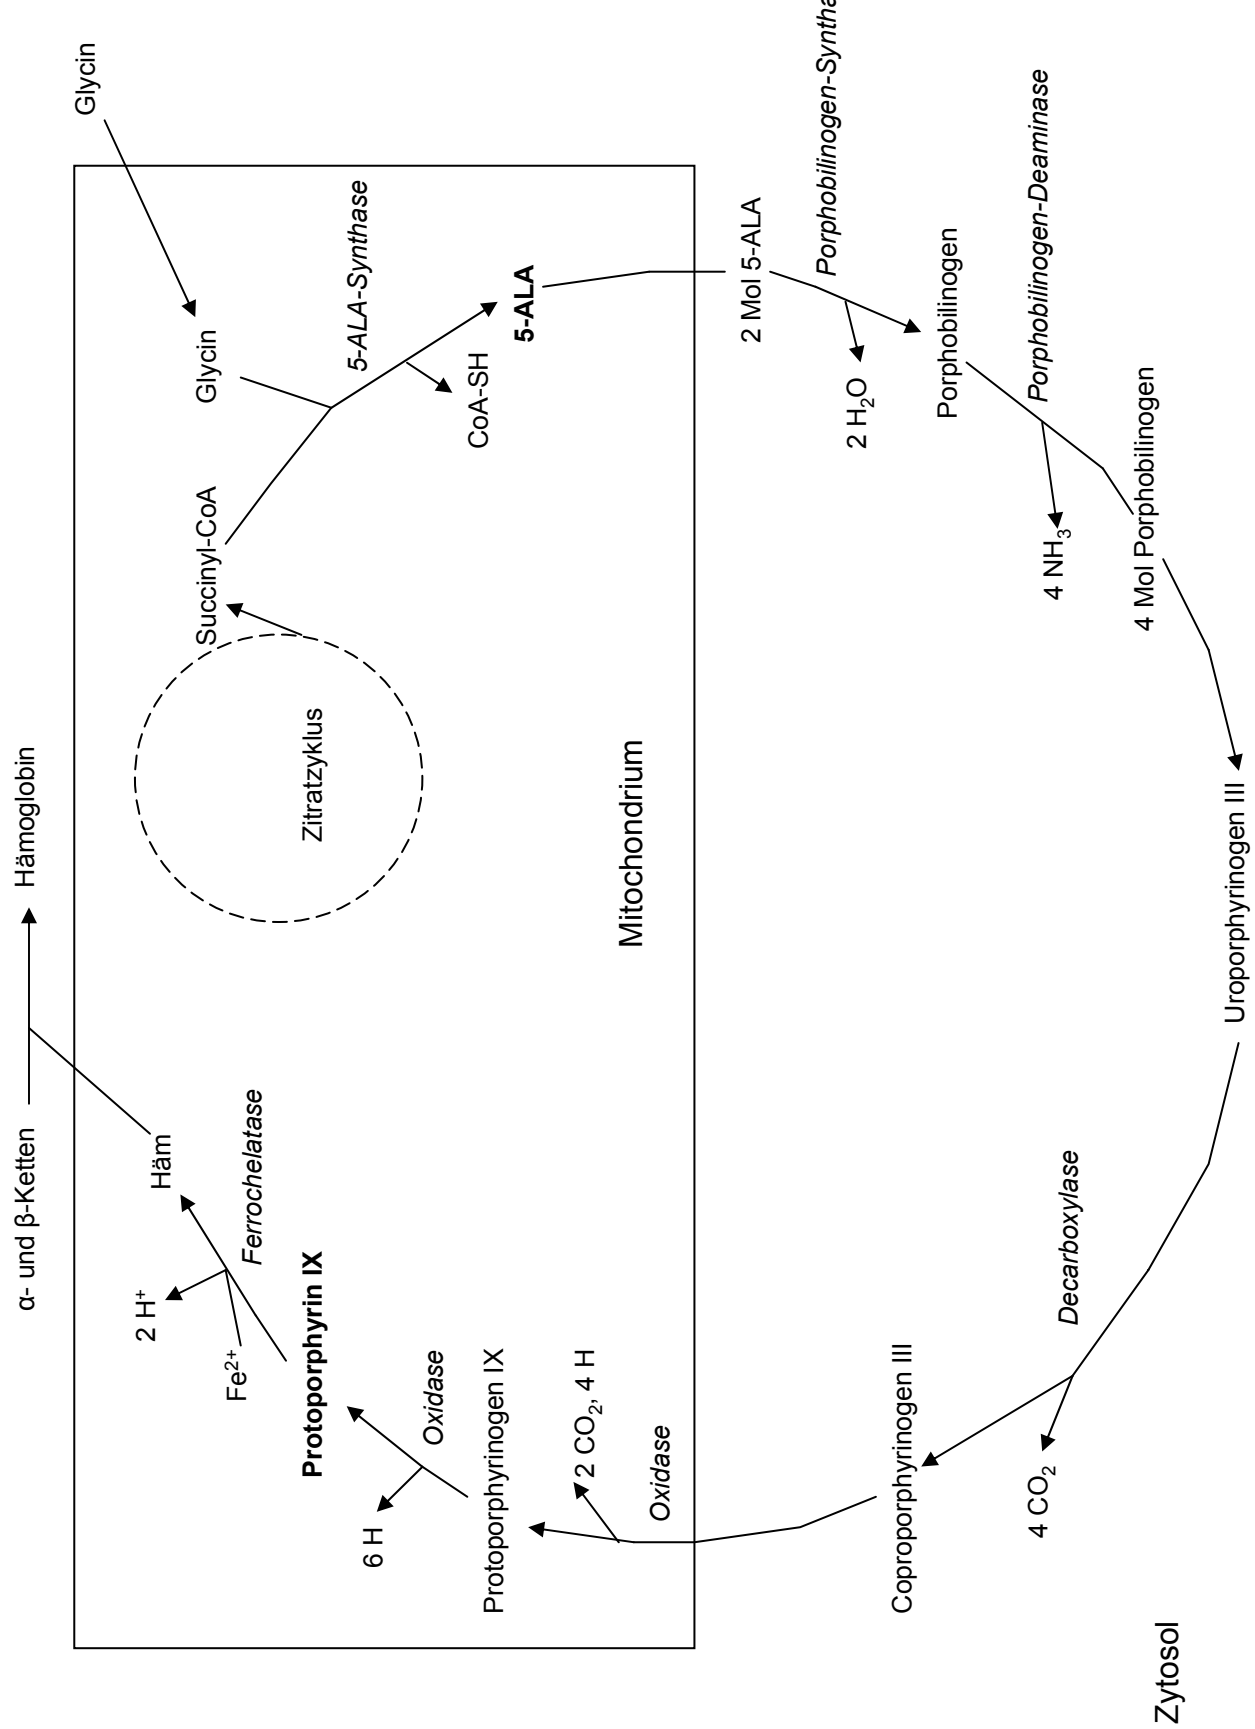 α- und β-Ketten
Hämoglobin
Glycin
Häm
2 H⁺
Fe²⁺
Ferrochelatase
Protoporphyrin IX
Zitratzyklus
Succinyl-CoA
Glycin
5-ALA-Synthase
CoA-SH
5-ALA
6 H
Oxidase
Protoporphyrinogen IX
2 CO₂, 4 H
Oxidase
Mitochondrium
2 Mol 5-ALA
Porphobilinogen-Syntha
2 H₂O
Porphobilinogen
Porphobilinogen-Deaminase
4 NH₃
4 Mol Porphobilinogen
Uroporphyrinogen III
Decarboxylase
4 CO₂
Coproporphyrinogen III
Zytosol